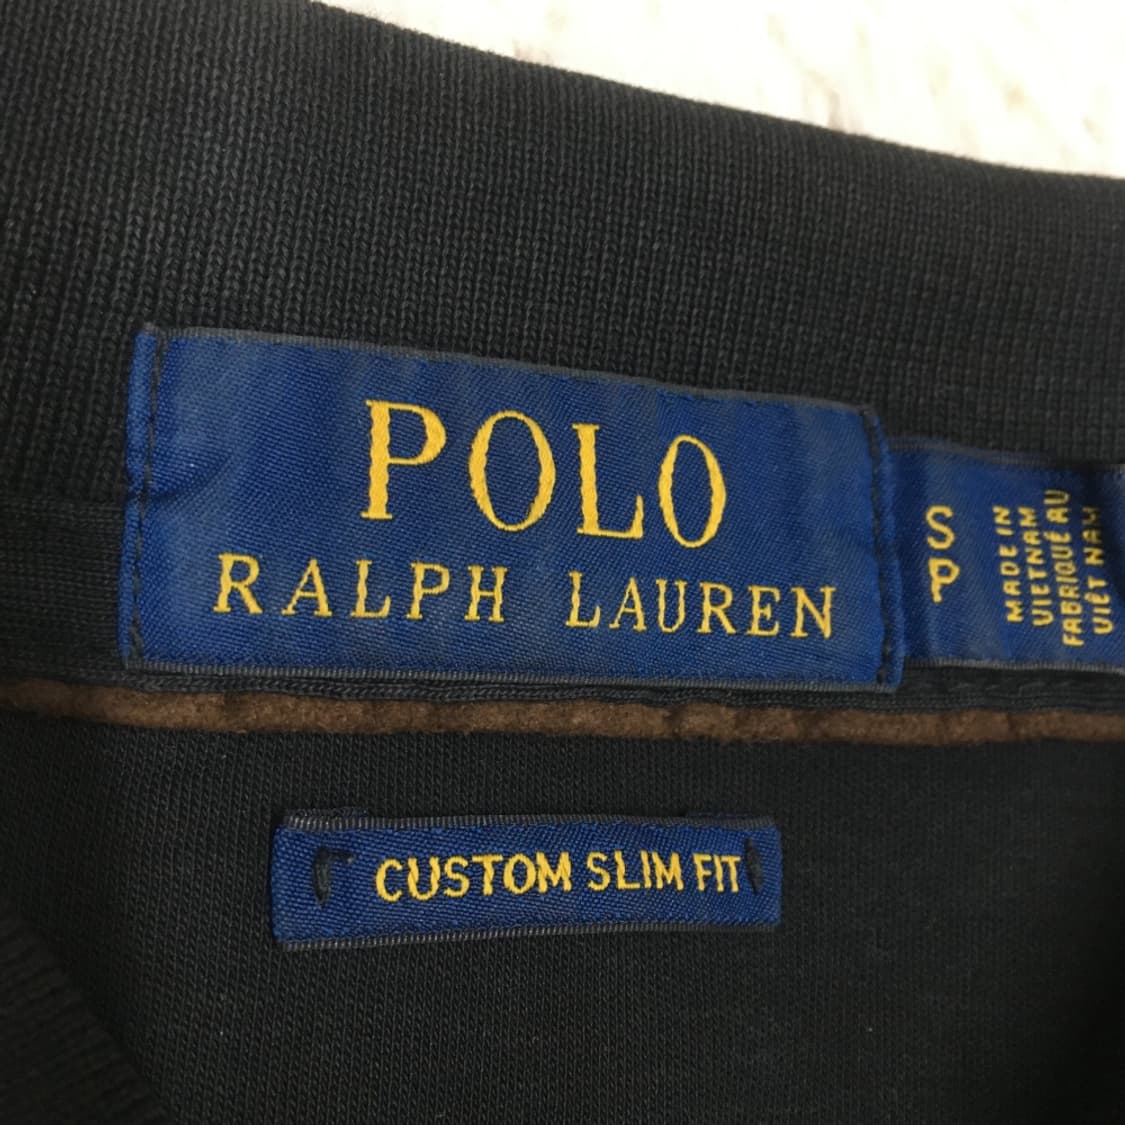 POLO
RALPH LAUREN
S
P
MADE IN
VIETNAM
FABRIQUÉ AU
VIÊT NAM
CUSTOM SLIM FIT